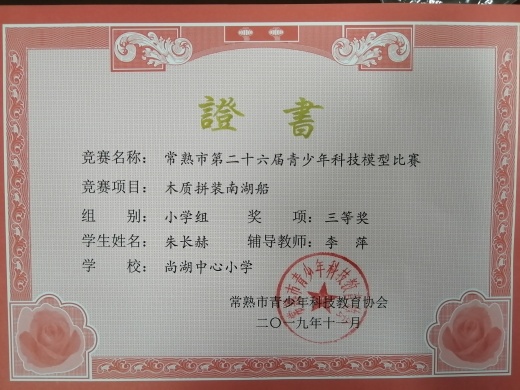 證書
竞赛名称：常熟市第二十六届青少年科技模型比赛
竞赛项目：木质拼装南湖船
组别：小学组 奖项：三等奖
学生姓名：朱长赫 辅导教师：李萍
学校：尚湖中心小学
常熟市青少年科技教育协会
二〇一九年十一月